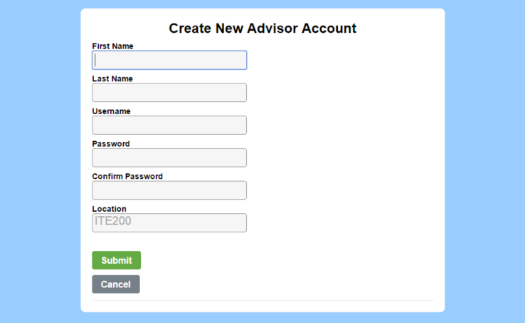 Create New Advisor Account
First Name
Last Name
Username
Password
Confirm Password
Location
ITE200
Submit
Cancel